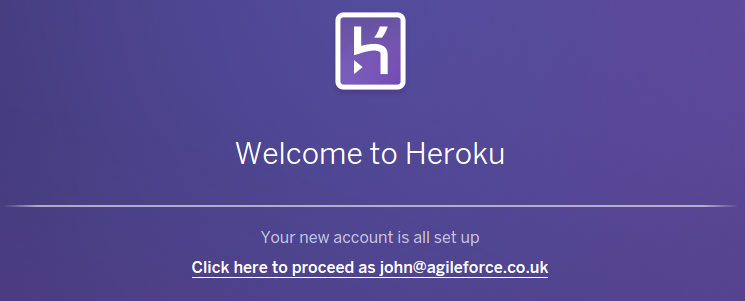 Welcome to Heroku
Your new account is all set up
Click here to proceed as john@agileforce.co.uk